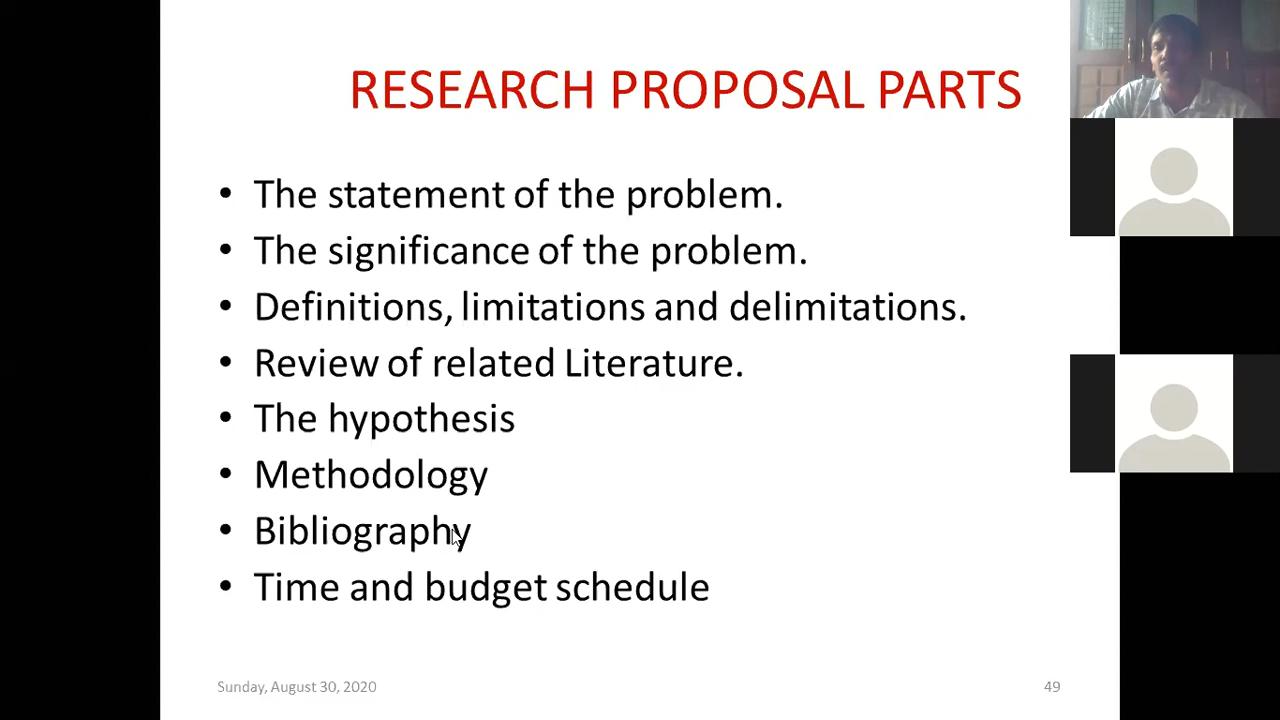 RESEARCH PROPOSAL PARTS
• The statement of the problem.
• The significance of the problem.
• Definitions, limitations and delimitations.
• Review of related Literature.
• The hypothesis
• Methodology
• Bibliography
• Time and budget schedule
Sunday, August 30, 2020
49